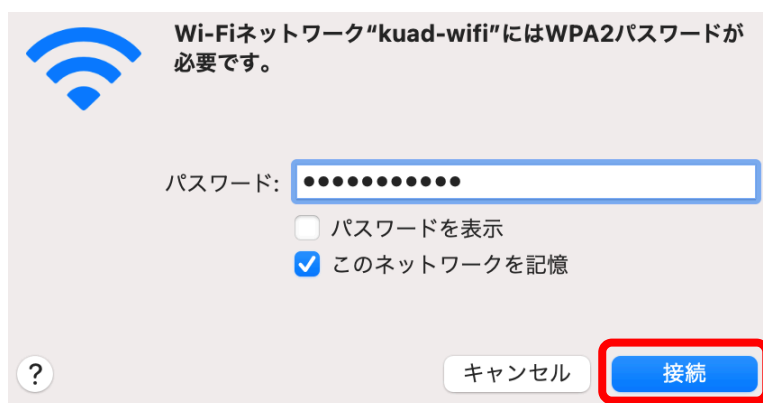 Wi-Fiネットワーク“kuad-wifi”にはWPA2パスワードが
必要です。
パスワード: •••••••••••
パスワードを表示
このネットワークを記憶
? キャンセル 接続